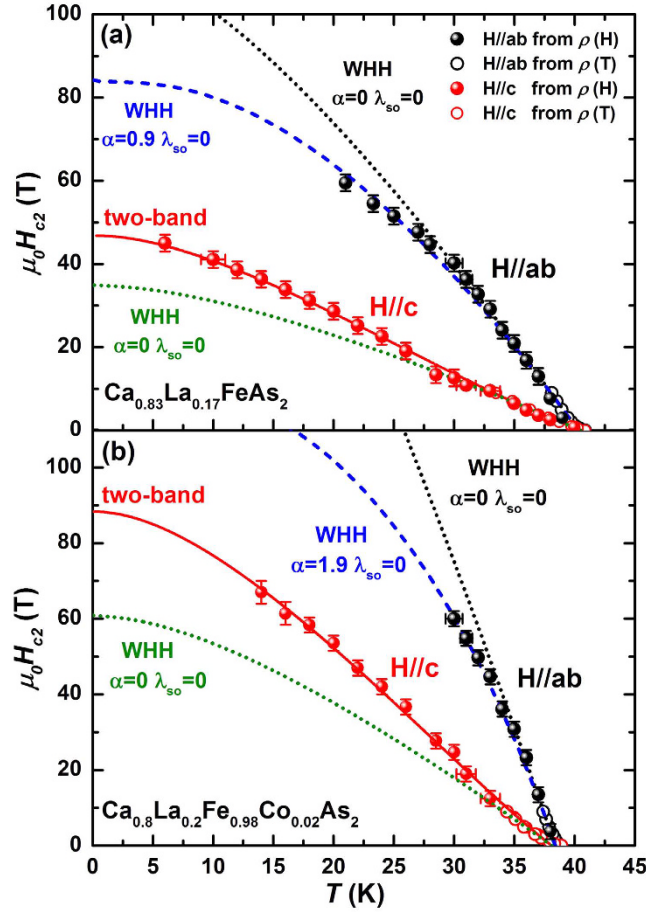 (a)
H//ab from ρ (H)
H//ab from ρ (T)
H//c from ρ (H)
H//c from ρ (T)
WHH
α=0 λso=0
WHH
α=0.9 λso=0
two-band
H//ab
H//c
WHH
α=0 λso=0
Ca0.83La0.17FeAs2
100
80
60
40
20
0
μ0Hc2 (T)
(b)
WHH
α=0 λso=0
two-band
WHH
α=1.9 λso=0
H//c
H//ab
WHH
α=0 λso=0
Ca0.8La0.2Fe0.98Co0.02As2
100
80
60
40
20
0
μ0Hc2 (T)
0 5 10 15 20 25 30 35 40 45
T (K)